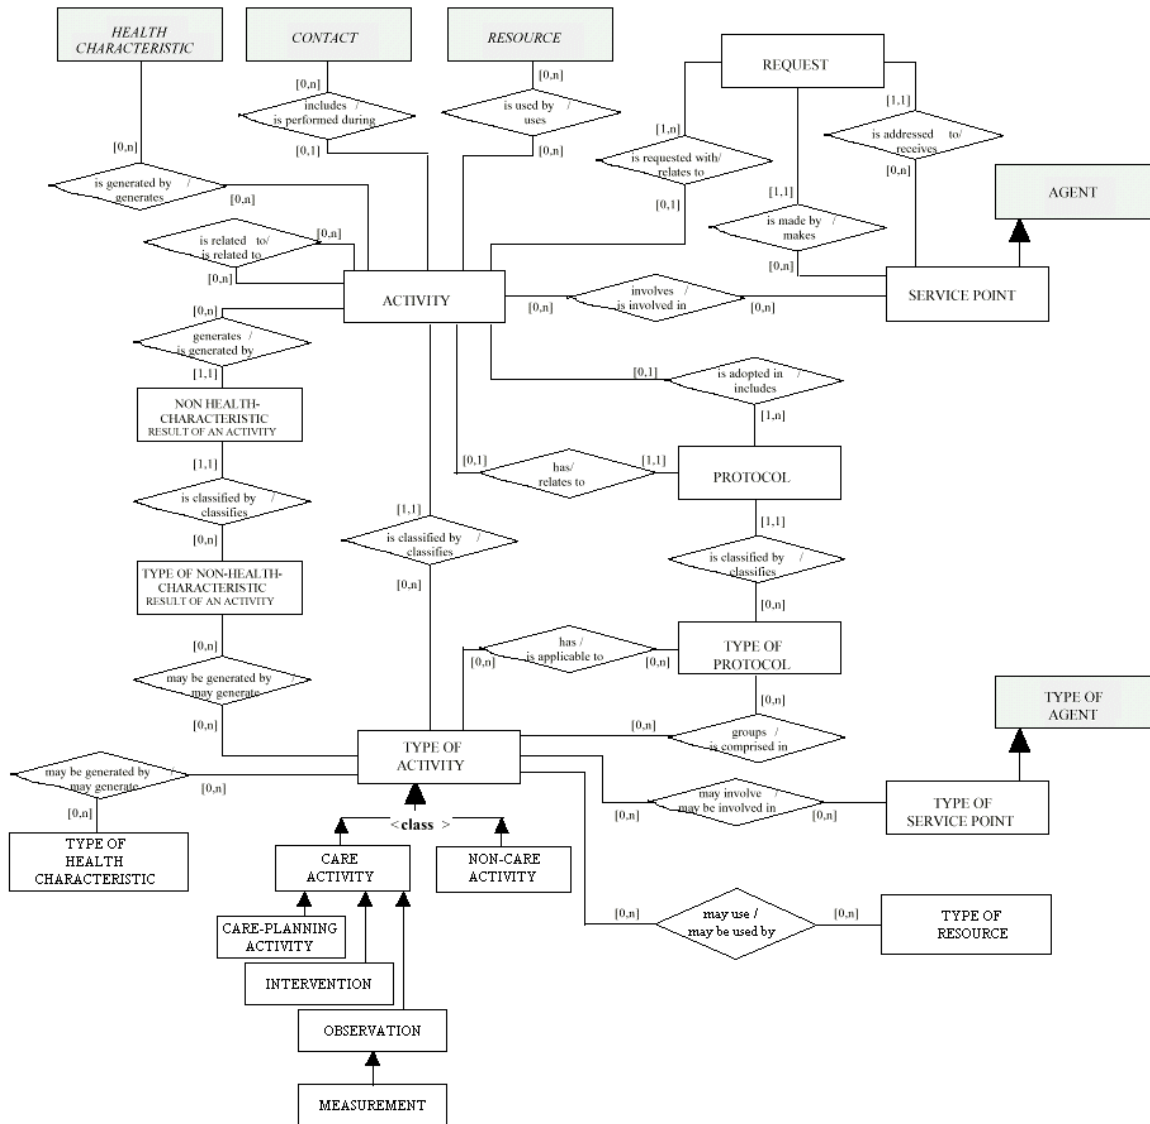 HEALTH
CHARACTERISTIC
CONTACT
RESOURCE
REQUEST
[0,n]
[0,n]
[0,n]
[1,n]
[1,1]
includes /
is performed during
is used by /
uses
is addressed to/
receives
[0,n]
[0,1]
[0,n]
is requested with/
relates to
[0,n]
is generated by /
generates
[0,n]
[0,1]
[1,1]
AGENT
is related to/
is related to
[0,n]
[0,n]
is made by /
makes
[0,n]
ACTIVITY
[0,n]
involves /
is involved in
[0,n]
SERVICE POINT
[0,n]
generates /
is generated by
[1,1]
[0,1]
is adopted in /
includes
[1,n]
NON HEALTH-
CHARACTERISTIC
RESULT OF AN ACTIVITY
[1,1]
[0,1]
has/
relates to
[1,1]
PROTOCOL
is classified by /
classifies
[0,n]
[1,1]
is classified by /
classifies
[0,n]
[1,1]
is classified by /
classifies
[0,n]
TYPE OF NON-HEALTH-
CHARACTERISTIC
RESULT OF AN ACTIVITY
[0,n]
[0,n]
has /
is applicable to
[0,n]
TYPE OF
PROTOCOL
may be generated by
may generate /
[0,n]
[0,n]
[0,n]
groups /
is comprised in
TYPE OF
AGENT
TYPE OF
ACTIVITY
may be generated by /
may generate
[0,n]
[0,n]
[0,n]
may involve /
may be involved in
[0,n]
TYPE OF
SERVICE POINT
<class >
TYPE OF
HEALTH
CHARACTERISTIC
CARE
ACTIVITY
NON-CARE
ACTIVITY
[0,n]
may use /
may be used by
[0,n]
TYPE OF
RESOURCE
CARE-PLANNING
ACTIVITY
INTERVENTION
OBSERVATION
MEASUREMENT